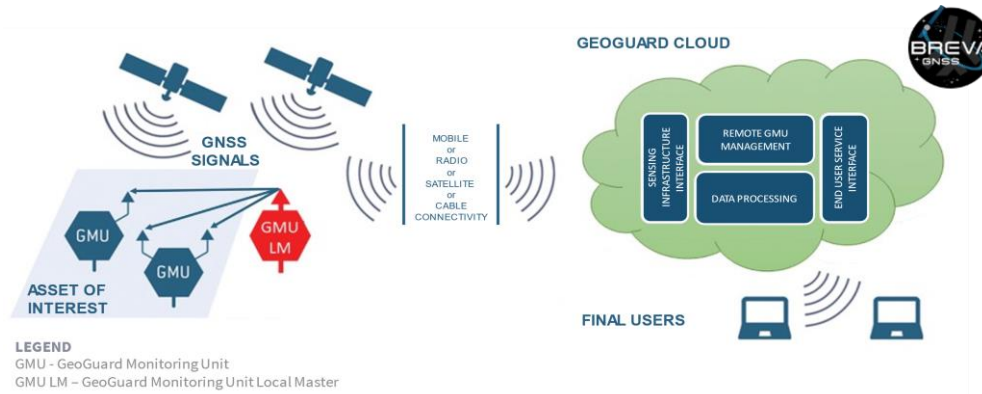 GEOGUARD CLOUD
BREVA
GNSS
GNSS
SIGNALS
MOBILE
or
RADIO
or
SATELLITE
or
CABLE
CONNECTIVITY
SENSING
INFRASTRUCTURE
INTERFACE
REMOTE GMU
MANAGEMENT
DATA PROCESSING
END USER SERVICE
INTERFACE
GMU
GMU
GMU
LM
ASSET OF
INTEREST
FINAL USERS
LEGEND
GMU - GeoGuard Monitoring Unit
GMU LM – GeoGuard Monitoring Unit Local Master